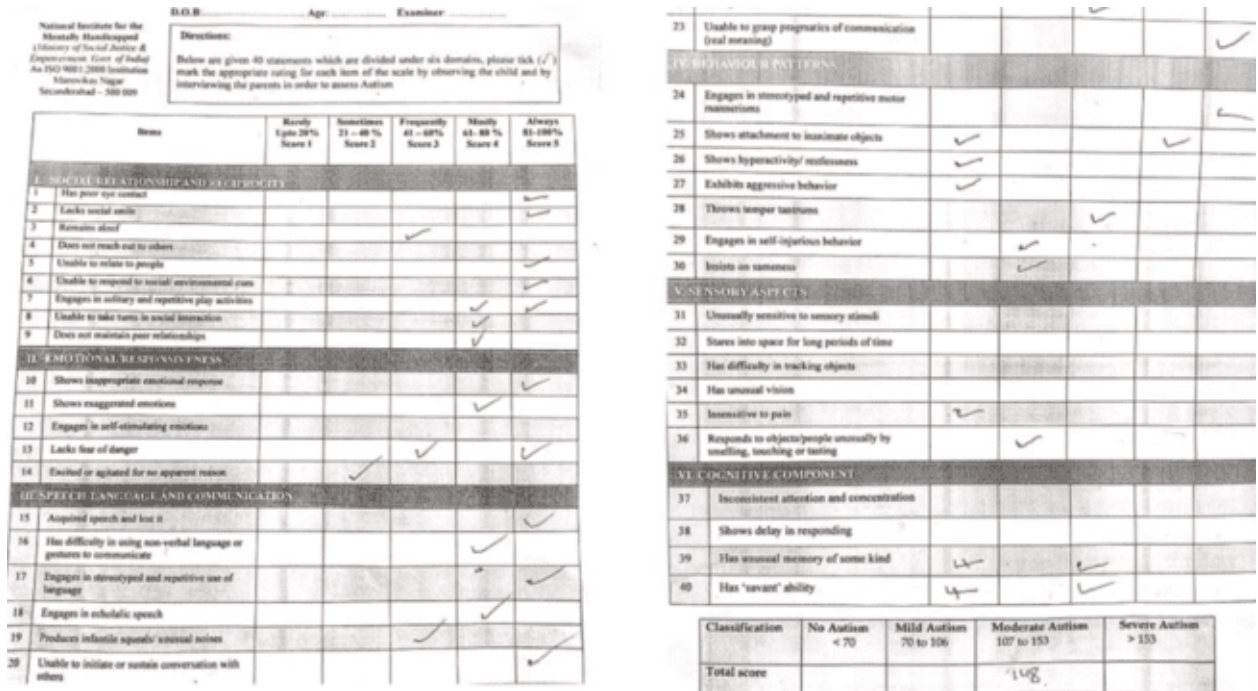 D.O.B Age: Examiner
National Institute for the
Mentally Handicapped
(Ministry of Social Justice &
Empowerment, Govt of India)
An ISO 9001:2000 Institution
Manovikas Nagar
Secunderabad – 500 009
Directions:
Below are given 40 statements which are divided under six domains, please tick (✓)
mark the appropriate rating for each item of the scale by observing the child and by
interviewing the parents in order to assess Autism
Items
Rarely Upto 20% Score 1
Sometimes 21 – 40 % Score 2
Frequently 41 – 60% Score 3
Mostly 61- 80 % Score 4
Always 81-100% Score 5
I. SOCIAL RELATIONSHIP AND RECIPROCITY
1 Has poor eye contact
2 Lacks social smile
3 Remains aloof
4 Does not reach out to others
5 Unable to relate to people
6 Unable to respond to social/ environmental cues
7 Engages in solitary and repetitive play activities
8 Unable to take turns in social interaction
9 Does not maintain peer relationships
II. EMOTIONAL RESPONSIVENESS
10 Shows inappropriate emotional response
11 Shows exaggerated emotions
12 Engages in self-stimulating emotions
13 Lacks fear of danger
14 Excited or agitated for no apparent reason
III. SPEECH-LANGUAGE AND COMMUNICATION
15 Acquired speech and lost it
16 Has difficulty in using non-verbal language or
gestures to communicate
17 Engages in stereotyped and repetitive use of
language
18 Engages in echolalic speech
19 Produces infantile squeals/ unusual noises
20 Unable to initiate or sustain conversation with
others
23 Unable to grasp pragmatics of communication
(real meaning)
IV. BEHAVIOUR PATTERNS
24 Engages in stereotyped and repetitive motor
mannerisms
25 Shows attachment to inanimate objects
26 Shows hyperactivity/ restlessness
27 Exhibits aggressive behavior
28 Throws temper tantrums
29 Engages in self-injurious behavior
30 Insists on sameness
V. SENSORY ASPECTS
31 Unusually sensitive to sensory stimuli
32 Stares into space for long periods of time
33 Has difficulty in tracking objects
34 Has unusual vision
35 Insensitive to pain
36 Responds to objects/people unusually by
smelling, touching or tasting
VI. COGNITIVE COMPONENT
37 Inconsistent attention and concentration
38 Shows delay in responding
39 Has unusual memory of some kind
40 Has 'savant' ability
Classification
No Autism < 70
Mild Autism 70 to 106
Moderate Autism 107 to 153
Severe Autism > 153
Total score 148